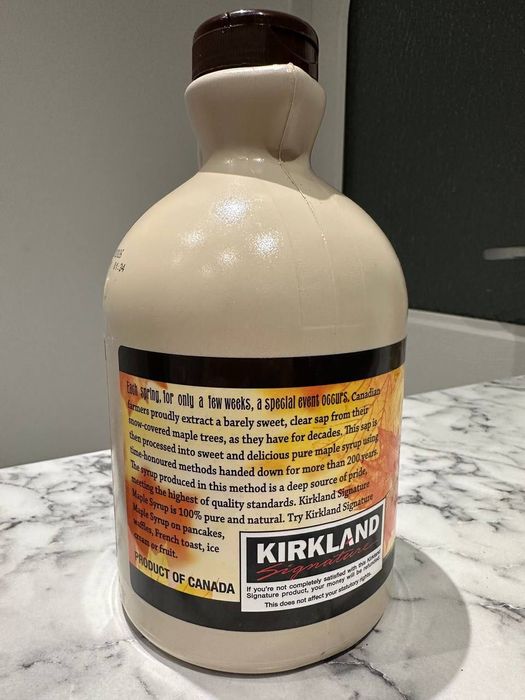 01:34
Each spring, for only a few weeks, a special event occurs. Canadian
farmers proudly extract a barely sweet, clear sap from their
snow-covered maple trees, as they have for decades. This sap is
then processed into sweet and delicious pure maple syrup using
time-honoured methods handed down for more than 200 years.
The syrup produced in this method is a deep source of pride,
meeting the highest of quality standards. Kirkland Signature
Maple Syrup is 100% pure and natural. Try Kirkland Signature
Maple Syrup on pancakes,
waffles, French toast, ice
cream or fruit.
PRODUCT OF CANADA
KIRKLAND
Signature
If you're not completely satisfied with this Kirkland
Signature product, your money will be refunded.
This does not affect your statutory rights.